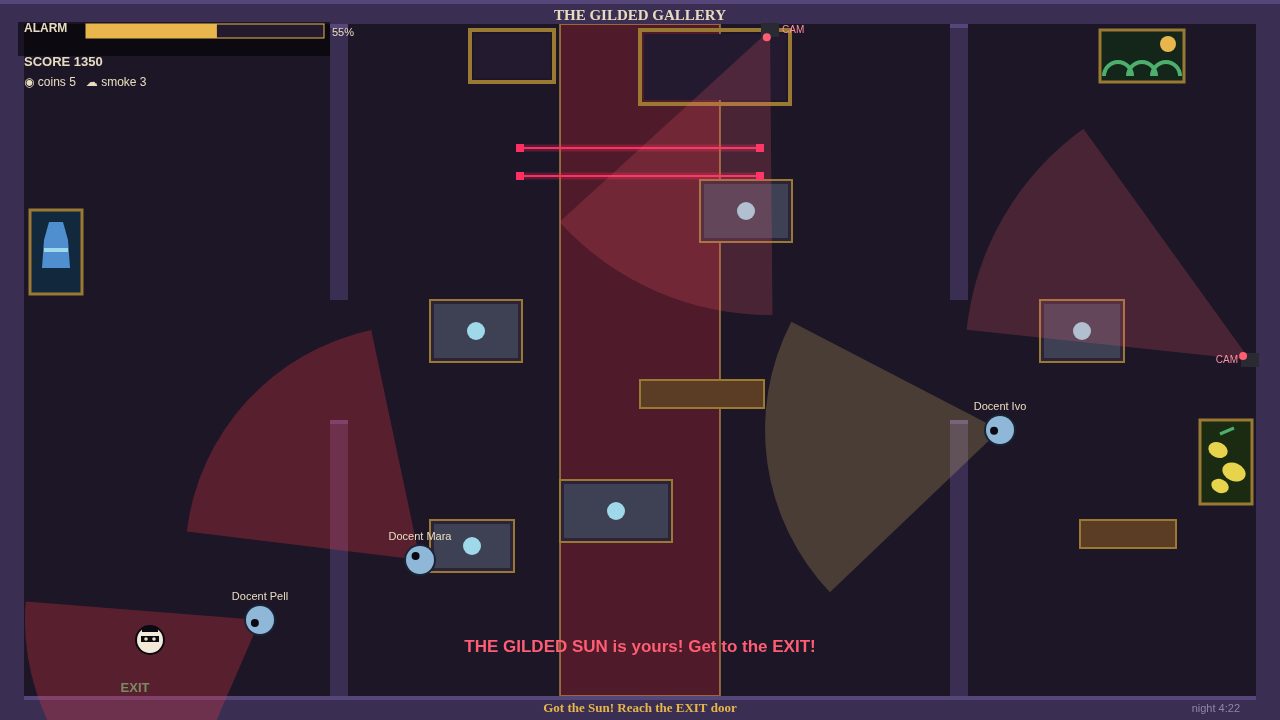 THE GILDED GALLERY
ALARM
55%
CAM
SCORE 1350
coins 5 smoke 3
CAM
Docent Ivo
Docent Mara
Docent Pell
THE GILDED SUN is yours! Get to the EXIT!
EXIT
Got the Sun! Reach the EXIT door
night 4:22